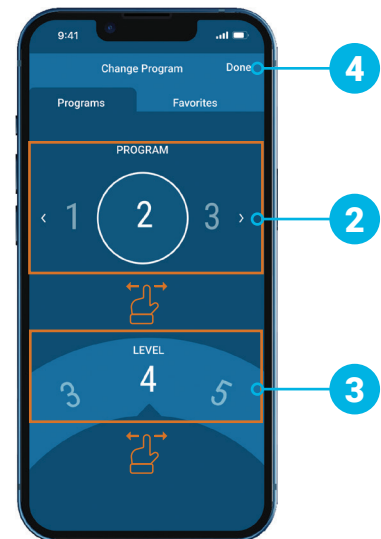 9:41
Change Program Done 4
Programs Favorites
PROGRAM
‹ 1 2 3 › 2
LEVEL
3 4 5 3